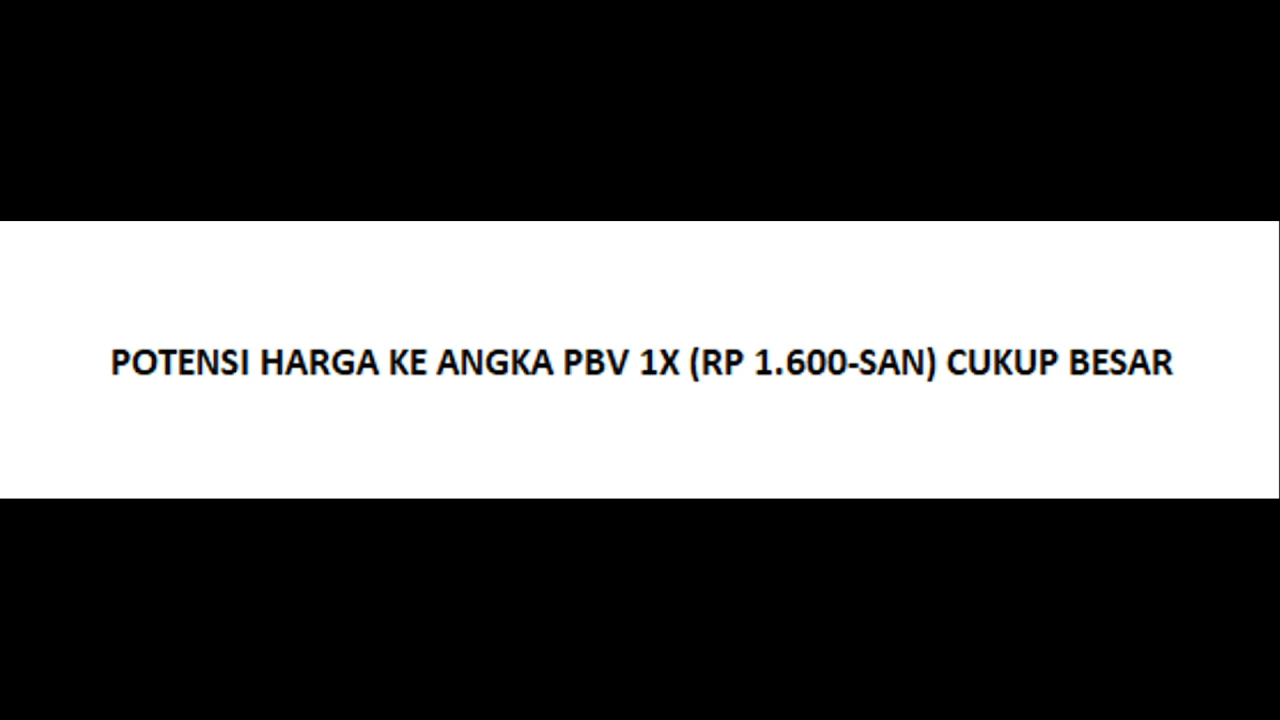 POTENSI HARGA KE ANGKA PBV 1X (RP 1.600-SAN) CUKUP BESAR